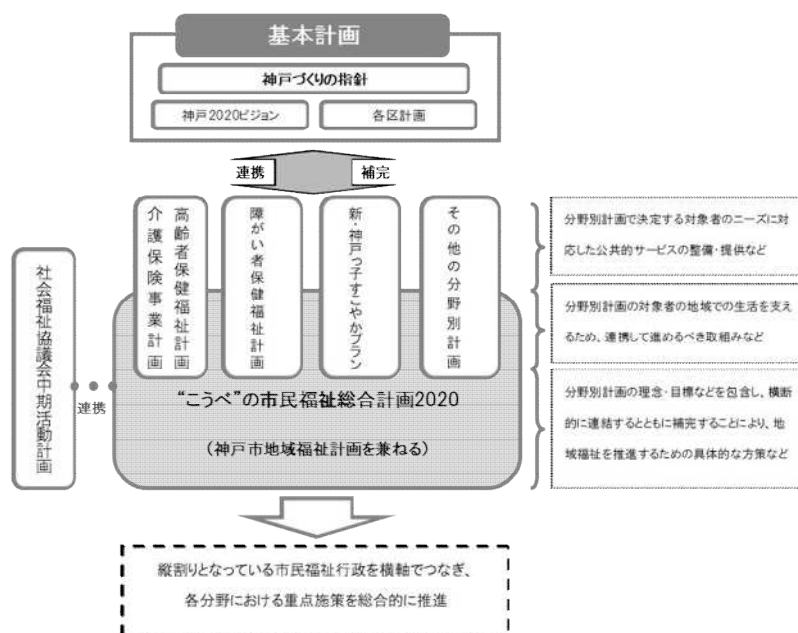 基本計画
神戸づくりの指針
神戸2020ビジョン
各区計画
連携
補完
高齢者保健福祉計画
介護保険事業計画
障がい者保健福祉計画
新・神戸っ子すこやかプラン
その他の分野別計画
分野別計画で決定する対象者のニーズに対
応した公共的サービスの整備・提供など
分野別計画の対象者の地域での生活を支え
るため、連携して進めるべき取組みなど
分野別計画の理念・目標などを包含し、横断
的に連結するとともに補完することにより、地
域福祉を推進するための具体的な方策など
社会福祉協議会中期活動計画
連携
“こうべ”の市民福祉総合計画2020
(神戸市地域福祉計画を兼ねる)
縦割りとなっている市民福祉行政を横軸でつなぎ、
各分野における重点施策を総合的に推進